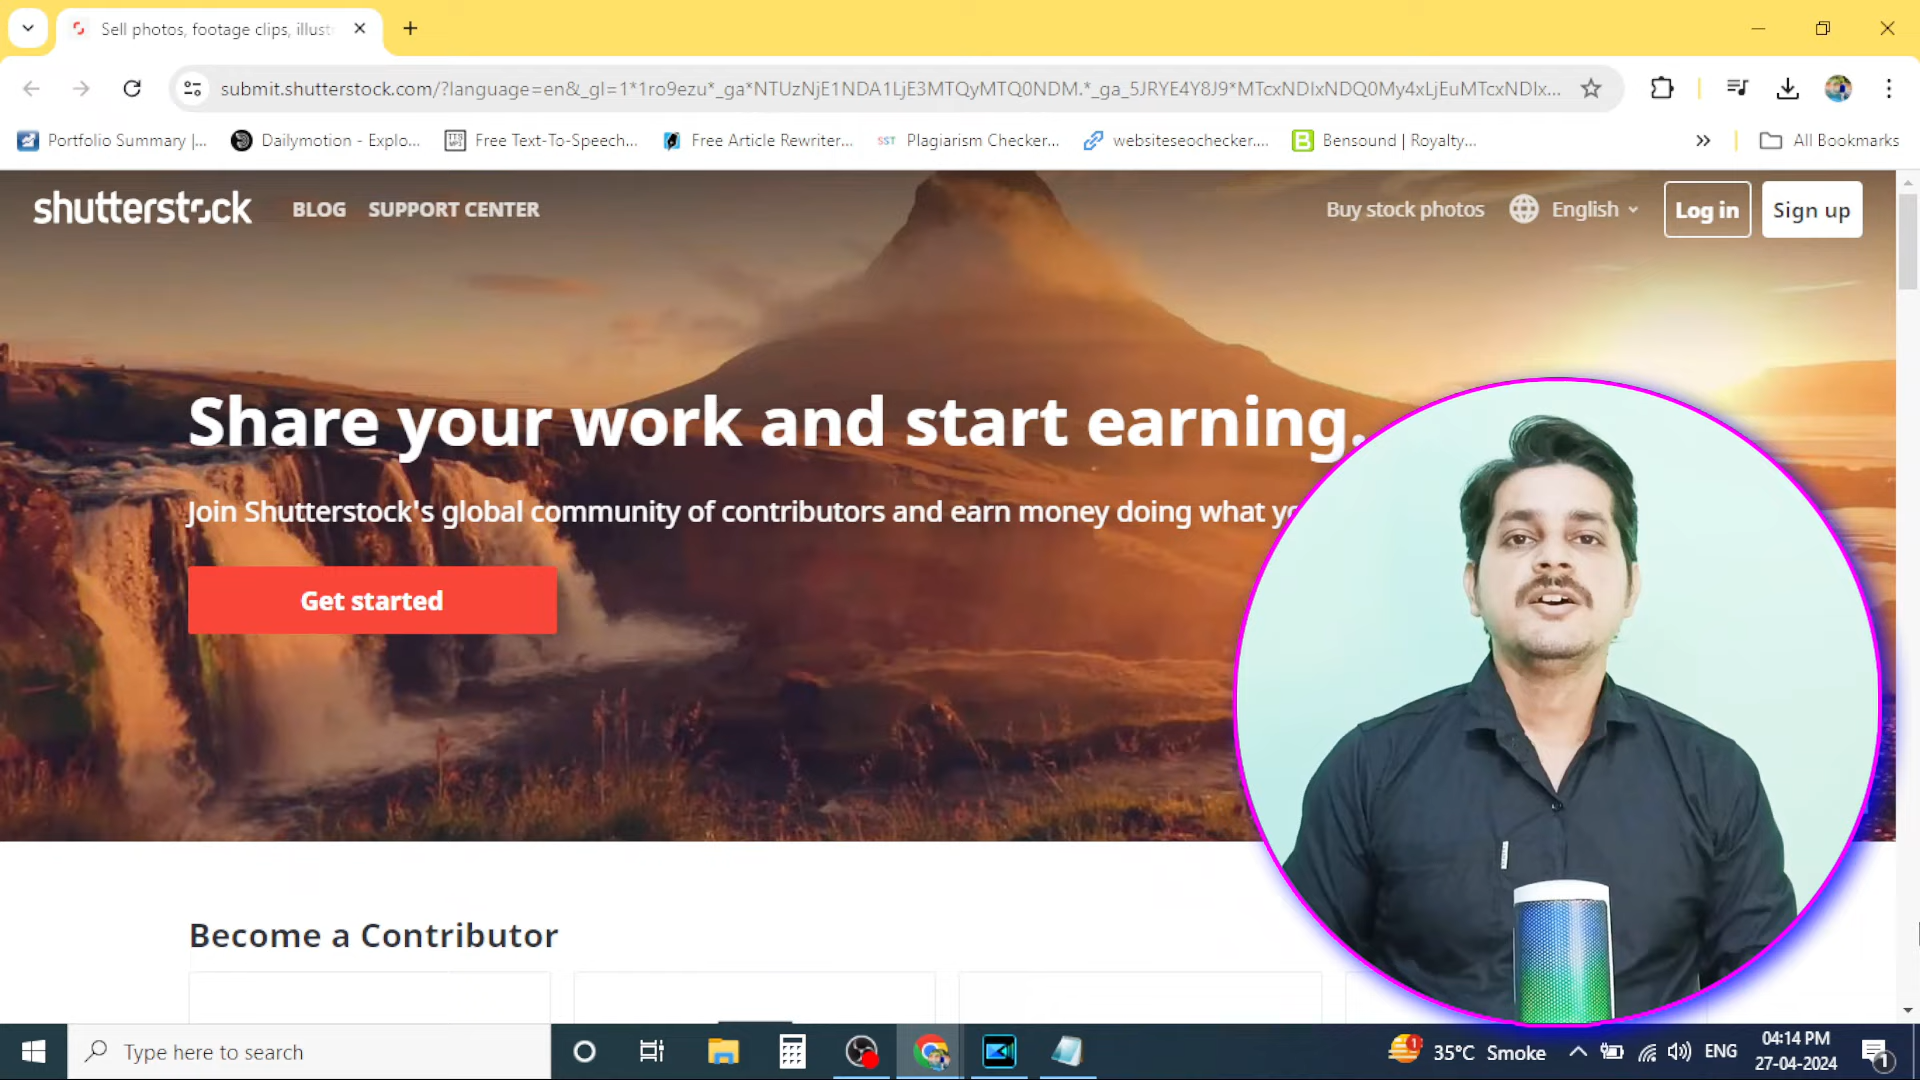 Sell photos, footage clips, illust
submit.shutterstock.com/?language=en&_gl=1*1ro9ezu*_ga*NTUzNjE1NDA1LjE3MTQyMTQ0NDM.*_ga_5JRYE4Y8J9*MTcxNDIxNDQ0My4xLjEuMTcxNDIx...
Portfolio Summary |... Dailymotion - Explo... Free Text-To-Speech... Free Article Rewriter... SST Plagiarism Checker... websiteseochecker.... Bensound | Royalty... All Bookmarks
shutterstock BLOG SUPPORT CENTER Buy stock photos English Log in Sign up
Share your work and start earning.
Join Shutterstock's global community of contributors and earn money doing what yo
Get started
Become a Contributor
Type here to search 1 35°C Smoke ENG 04:14 PM
27-04-2024 1